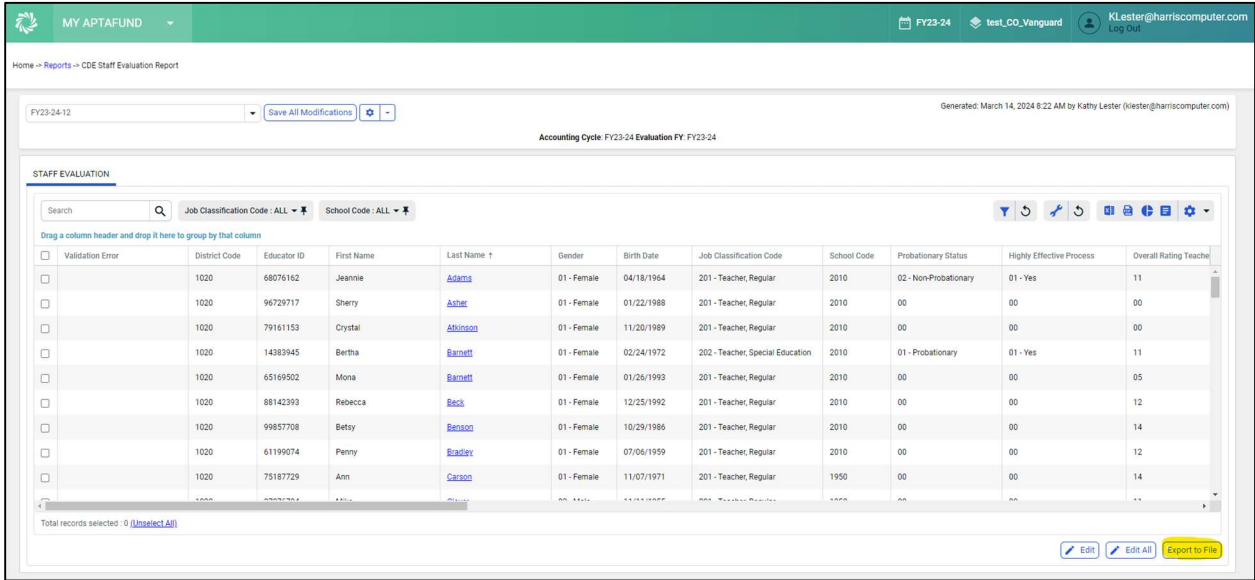 MY APTAFUND FY23-24 test_CO_Vanguard KLester@harriscomputer.com
Log Out
Home -> Reports -> CDE Staff Evaluation Report
Generated: March 14, 2024 8:22 AM by Kathy Lester (klester@harriscomputer.com)
FY23-24-12 Save All Modifications
Accounting Cycle: FY23-24 Evaluation FY: FY23-24
STAFF EVALUATION
Search Job Classification Code : ALL School Code : ALL
Drag a column header and drop it here to group by that column
Validation Error District Code Educator ID First Name Last Name ↑ Gender Birth Date Job Classification Code School Code Probationary Status Highly Effective Process Overall Rating Teache
1020 68076162 Jeannie Adams 01 - Female 04/18/1964 201 - Teacher, Regular 2010 02 - Non-Probationary 01 - Yes 11
1020 96729717 Sherry Asher 01 - Female 01/22/1988 201 - Teacher, Regular 2010 00 00 00
1020 79161153 Crystal Atkinson 01 - Female 11/20/1989 201 - Teacher, Regular 2010 00 00 00
1020 14383945 Bertha Barnett 01 - Female 02/24/1972 202 - Teacher, Special Education 2010 01 - Probationary 01 - Yes 11
1020 65169502 Mona Barnett 01 - Female 01/26/1993 201 - Teacher, Regular 2010 00 00 05
1020 88142393 Rebecca Beck 01 - Female 12/25/1992 201 - Teacher, Regular 2010 00 00 12
1020 99857708 Betsy Benson 01 - Female 10/29/1986 201 - Teacher, Regular 2010 00 00 14
1020 61199074 Penny Bradley 01 - Female 07/06/1959 201 - Teacher, Regular 2010 00 00 12
1020 75187729 Ann Carson 01 - Female 11/07/1971 201 - Teacher, Regular 1950 00 00 14
Total records selected : 0 (Unselect All)
Edit Edit All Export to File